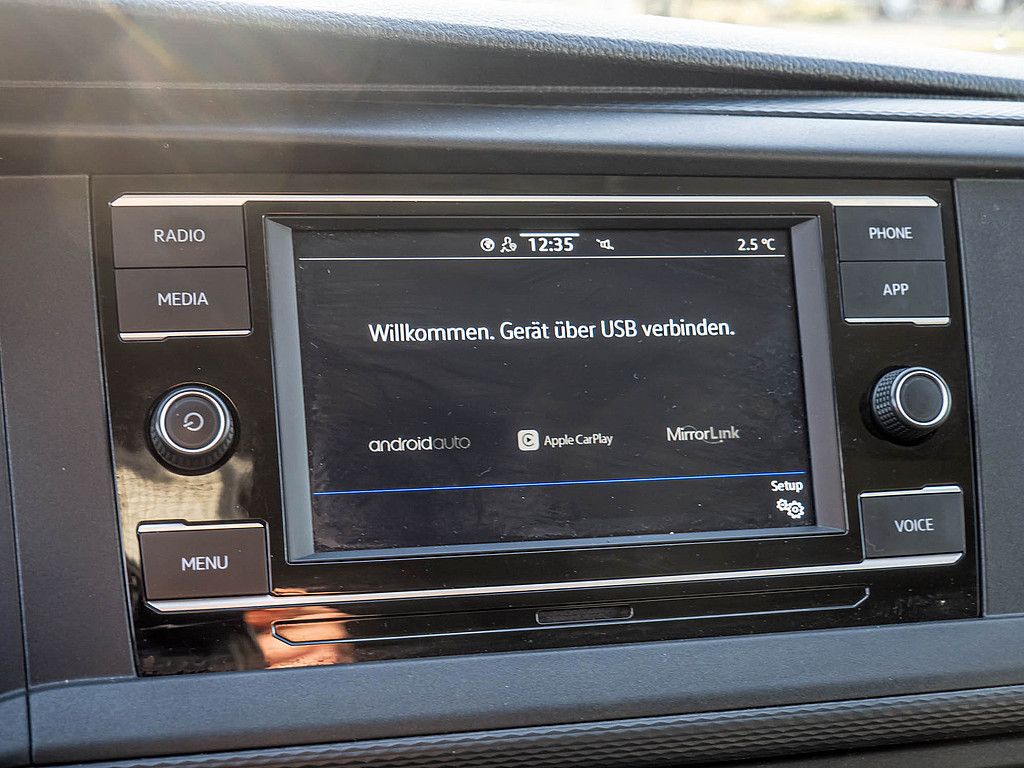 RADIO
MEDIA
MENU
12:35
2.5 °C
Willkommen. Gerät über USB verbinden.
androidauto
Apple CarPlay
MirrorLink
Setup
PHONE
APP
VOICE